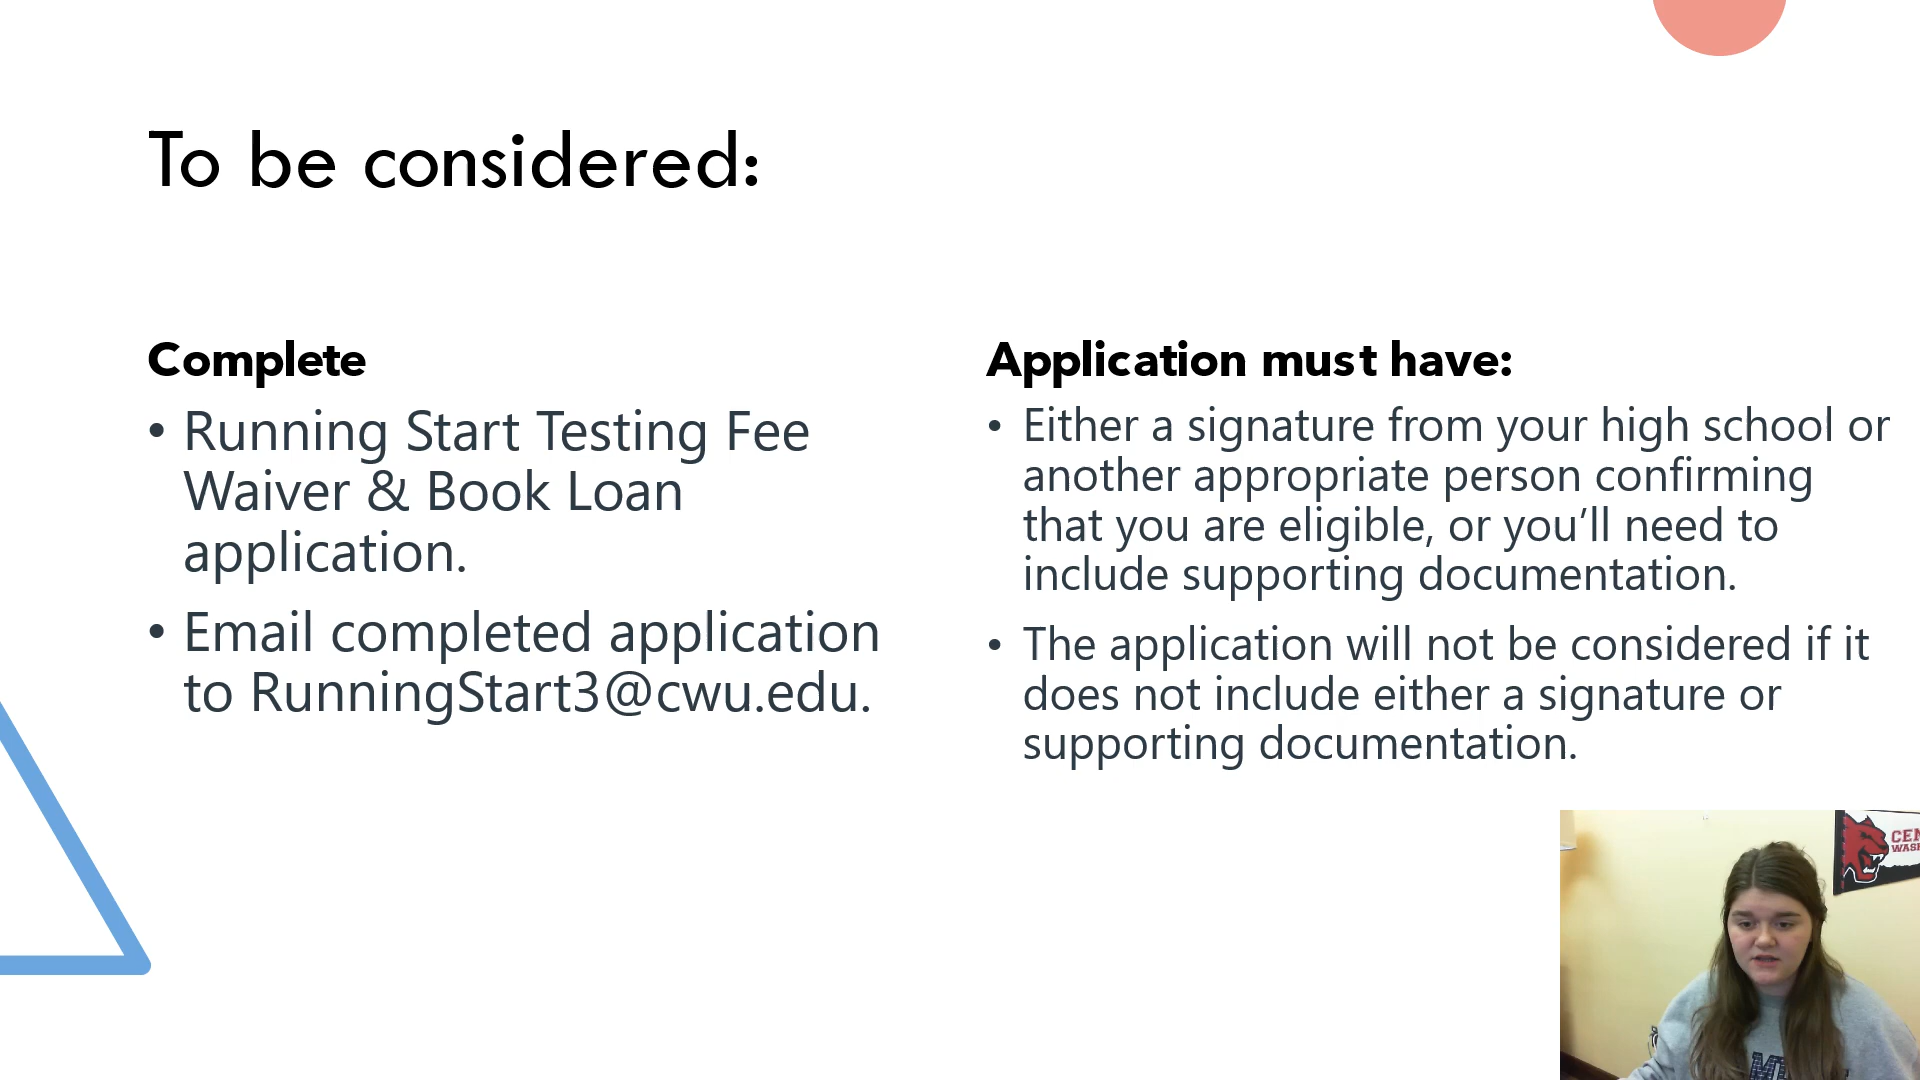 To be considered:
Complete
• Running Start Testing Fee
Waiver & Book Loan
application.
• Email completed application
to RunningStart3@cwu.edu.
Application must have:
• Either a signature from your high school or
another appropriate person confirming
that you are eligible, or you’ll need to
include supporting documentation.
• The application will not be considered if it
does not include either a signature or
supporting documentation.